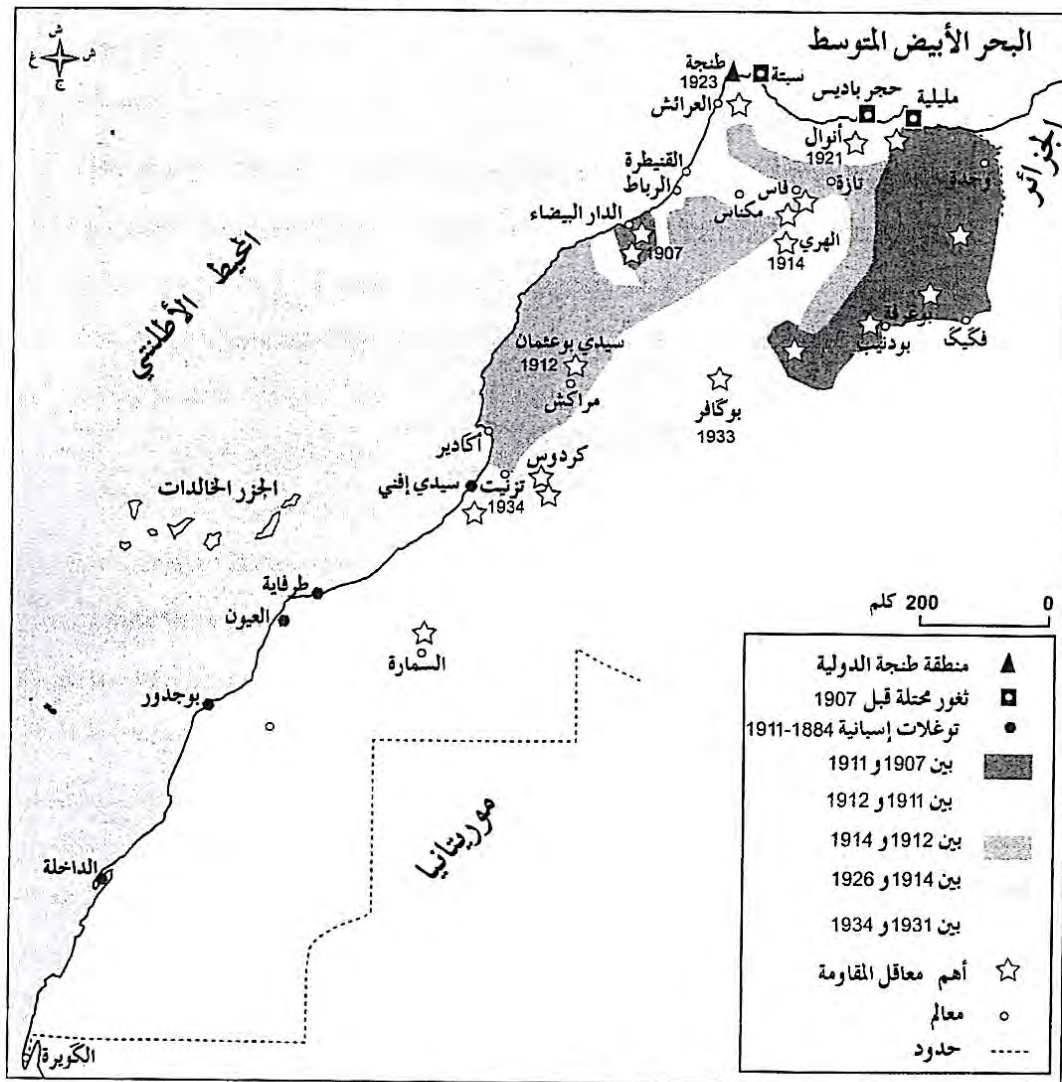 البحر الأبيض المتوسط
ش
ش
غ
ج
طنجة
1923
سبتة
حجر باديس
مليلية
الجزائر
العرائش
أنوال
1921
وجدة
القنيطرة
الرباط
فاس
تازة
مكناس
الدار البيضاء
1907
الهري
1914
المحيط الأطلنتي
بوعرفة
بودنيب
فكيك
سيدي بوعثمان
1912
مراكش
بوكافر
1933
أكادير
كردوس
تزنيت
1934
سيدي إفني
الجزر الخالدات
طرفاية
العيون
السمارة
بوجدور
موريتانيا
الداخلة
الكويرة
0 200 كلم
منطقة طنجة الدولية
ثغور محتلة قبل 1907
توغلات إسبانية 1884-1911
بين 1907 و 1911
بين 1911 و 1912
بين 1912 و 1914
بين 1914 و 1926
بين 1931 و 1934
أهم معاقل المقاومة
معالم
حدود